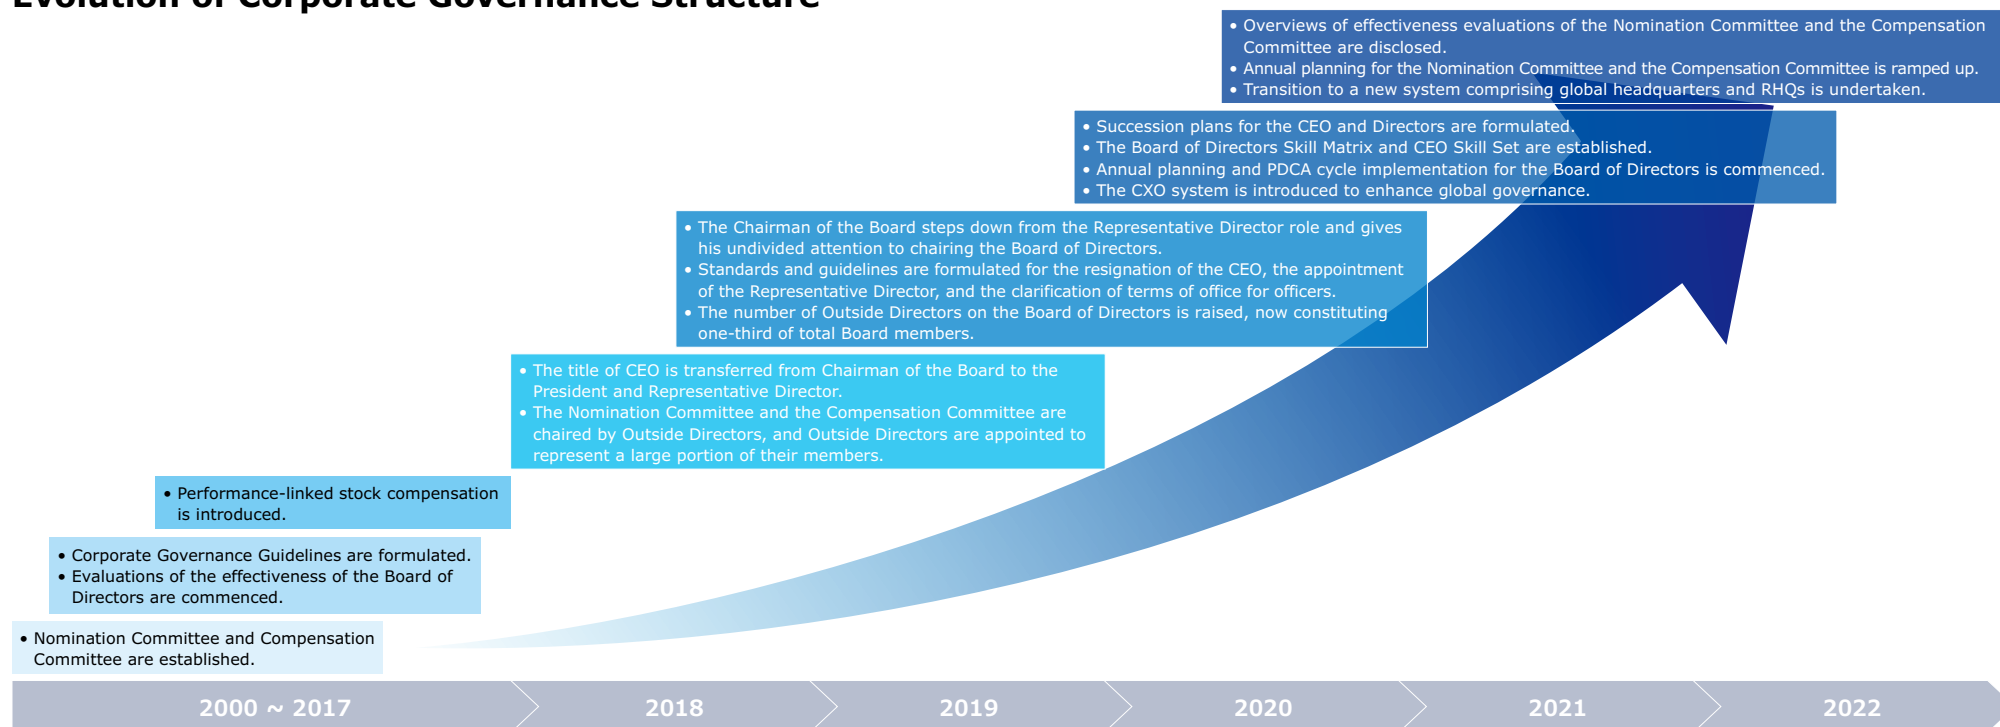 Evolution of Corporate Governance Structure
• Overviews of effectiveness evaluations of the Nomination Committee and the Compensation
Committee are disclosed.
• Annual planning for the Nomination Committee and the Compensation Committee is ramped up.
• Transition to a new system comprising global headquarters and RHQs is undertaken.
• Succession plans for the CEO and Directors are formulated.
• The Board of Directors Skill Matrix and CEO Skill Set are established.
• Annual planning and PDCA cycle implementation for the Board of Directors is commenced.
• The CXO system is introduced to enhance global governance.
• The Chairman of the Board steps down from the Representative Director role and gives
his undivided attention to chairing the Board of Directors.
• Standards and guidelines are formulated for the resignation of the CEO, the appointment
of the Representative Director, and the clarification of terms of office for officers.
• The number of Outside Directors on the Board of Directors is raised, now constituting
one-third of total Board members.
• The title of CEO is transferred from Chairman of the Board to the
President and Representative Director.
• The Nomination Committee and the Compensation Committee are
chaired by Outside Directors, and Outside Directors are appointed to
represent a large portion of their members.
• Performance-linked stock compensation
is introduced.
• Corporate Governance Guidelines are formulated.
• Evaluations of the effectiveness of the Board of
Directors are commenced.
• Nomination Committee and Compensation
Committee are established.
2000 ~ 2017
2018
2019
2020
2021
2022